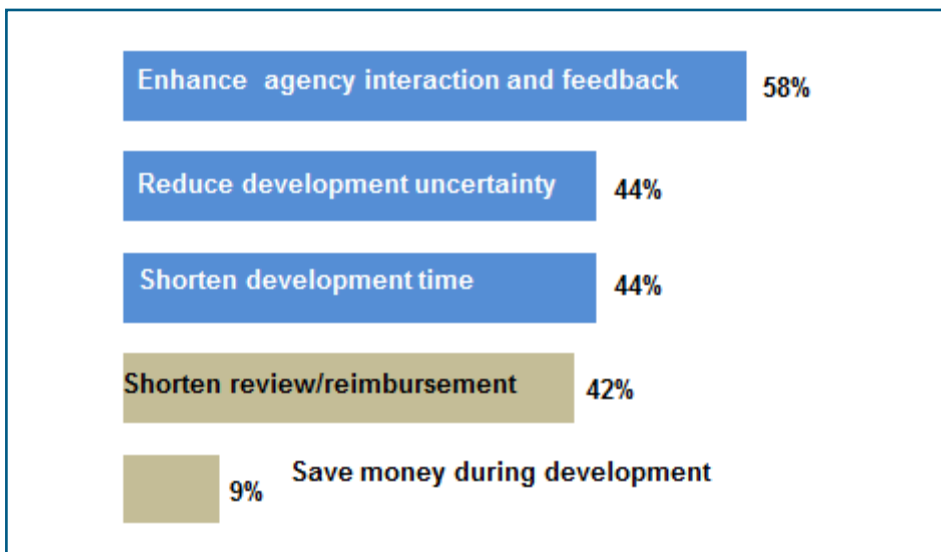 Enhance agency interaction and feedback 58%
Reduce development uncertainty 44%
Shorten development time 44%
Shorten review/reimbursement 42%
9% Save money during development